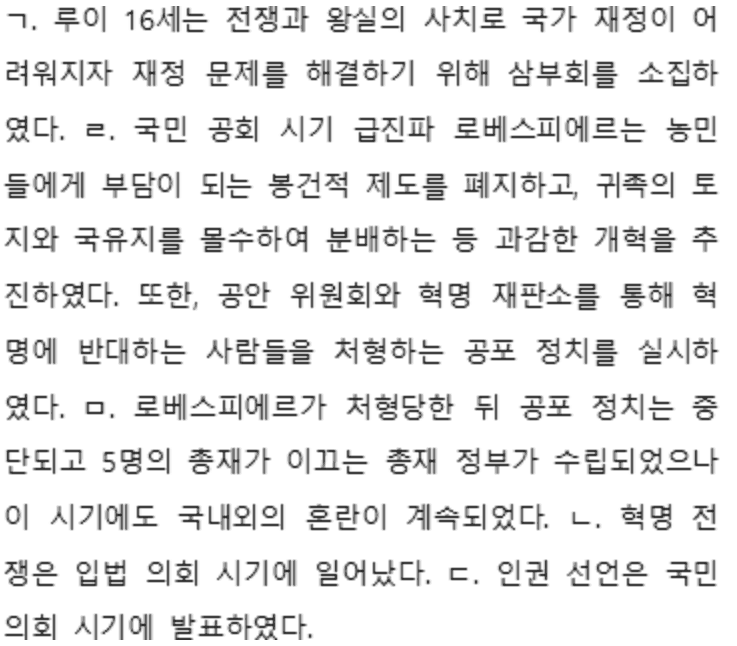 ㄱ. 루이 16세는 전쟁과 왕실의 사치로 국가 재정이 어
려워지자 재정 문제를 해결하기 위해 삼부회를 소집하
였다. ㄹ. 국민 공회 시기 급진파 로베스피에르는 농민
들에게 부담이 되는 봉건적 제도를 폐지하고, 귀족의 토
지와 국유지를 몰수하여 분배하는 등 과감한 개혁을 추
진하였다. 또한, 공안 위원회와 혁명 재판소를 통해 혁
명에 반대하는 사람들을 처형하는 공포 정치를 실시하
였다. ㅁ. 로베스피에르가 처형당한 뒤 공포 정치는 중
단되고 5명의 총재가 이끄는 총재 정부가 수립되었으나
이 시기에도 국내외의 혼란이 계속되었다. ㄴ. 혁명 전
쟁은 입법 의회 시기에 일어났다. ㄷ. 인권 선언은 국민
의회 시기에 발표하였다.